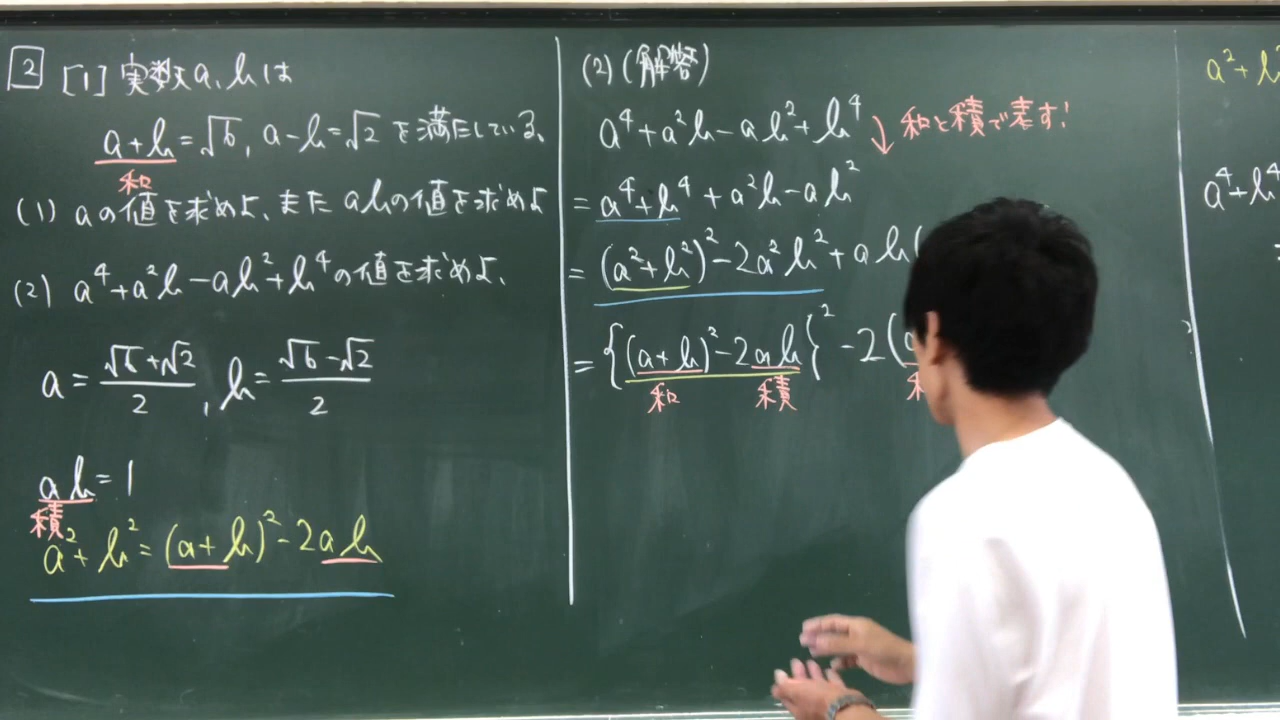 2 [1] 実数a, bは
a+b=√6, a-b=√2を満たしている、
和
(1) aの値を求めよ、また abの値を求めよ
(2) a⁴+a²b-ab²+b⁴の値を求めよ、
a=(√6+√2)/2, b=(√6-√2)/2
ab=1
積
a²+b²=(a+b)²-2ab
(2)(解答)
a⁴+a²b-ab²+b⁴ 和と積で表す!
=a⁴+b⁴+a²b-ab²
=(a²+b²)²-2a²b²+ab(
={(a+b)²-2ab}²-2(
和 積
a²+b
a⁴+b⁴